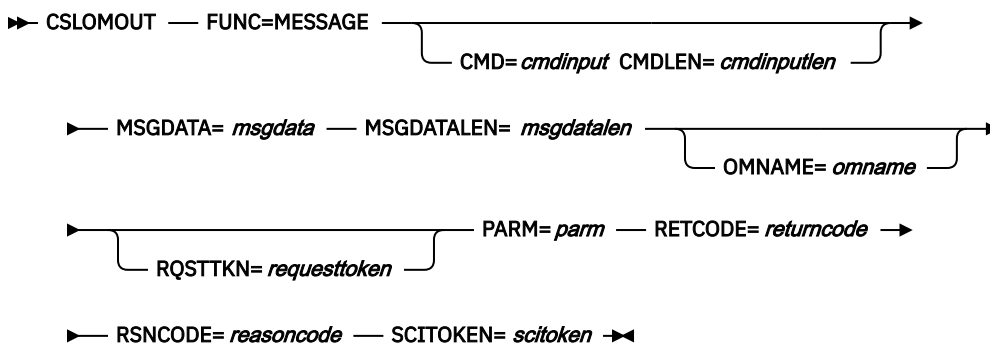 CSLOMOUT FUNC=MESSAGE
CMD= cmdinput CMDLEN= cmdinputlen
MSGDATA= msgdata MSGDATALEN= msgdatalen
OMNAME= omname
PARM= parm RETCODE= returncode
RQSTTKN= requesttoken
RSNCODE= reasoncode SCITOKEN= scitoken